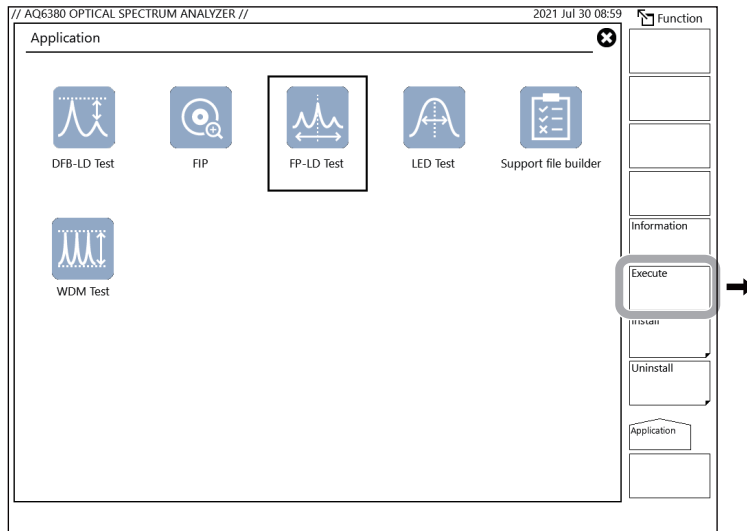 // AQ6380 OPTICAL SPECTRUM ANALYZER // 2021 Jul 30 08:59
Function
Application
DFB-LD Test FIP FP-LD Test LED Test Support file builder
WDM Test
Information
Execute
Install
Uninstall
Application